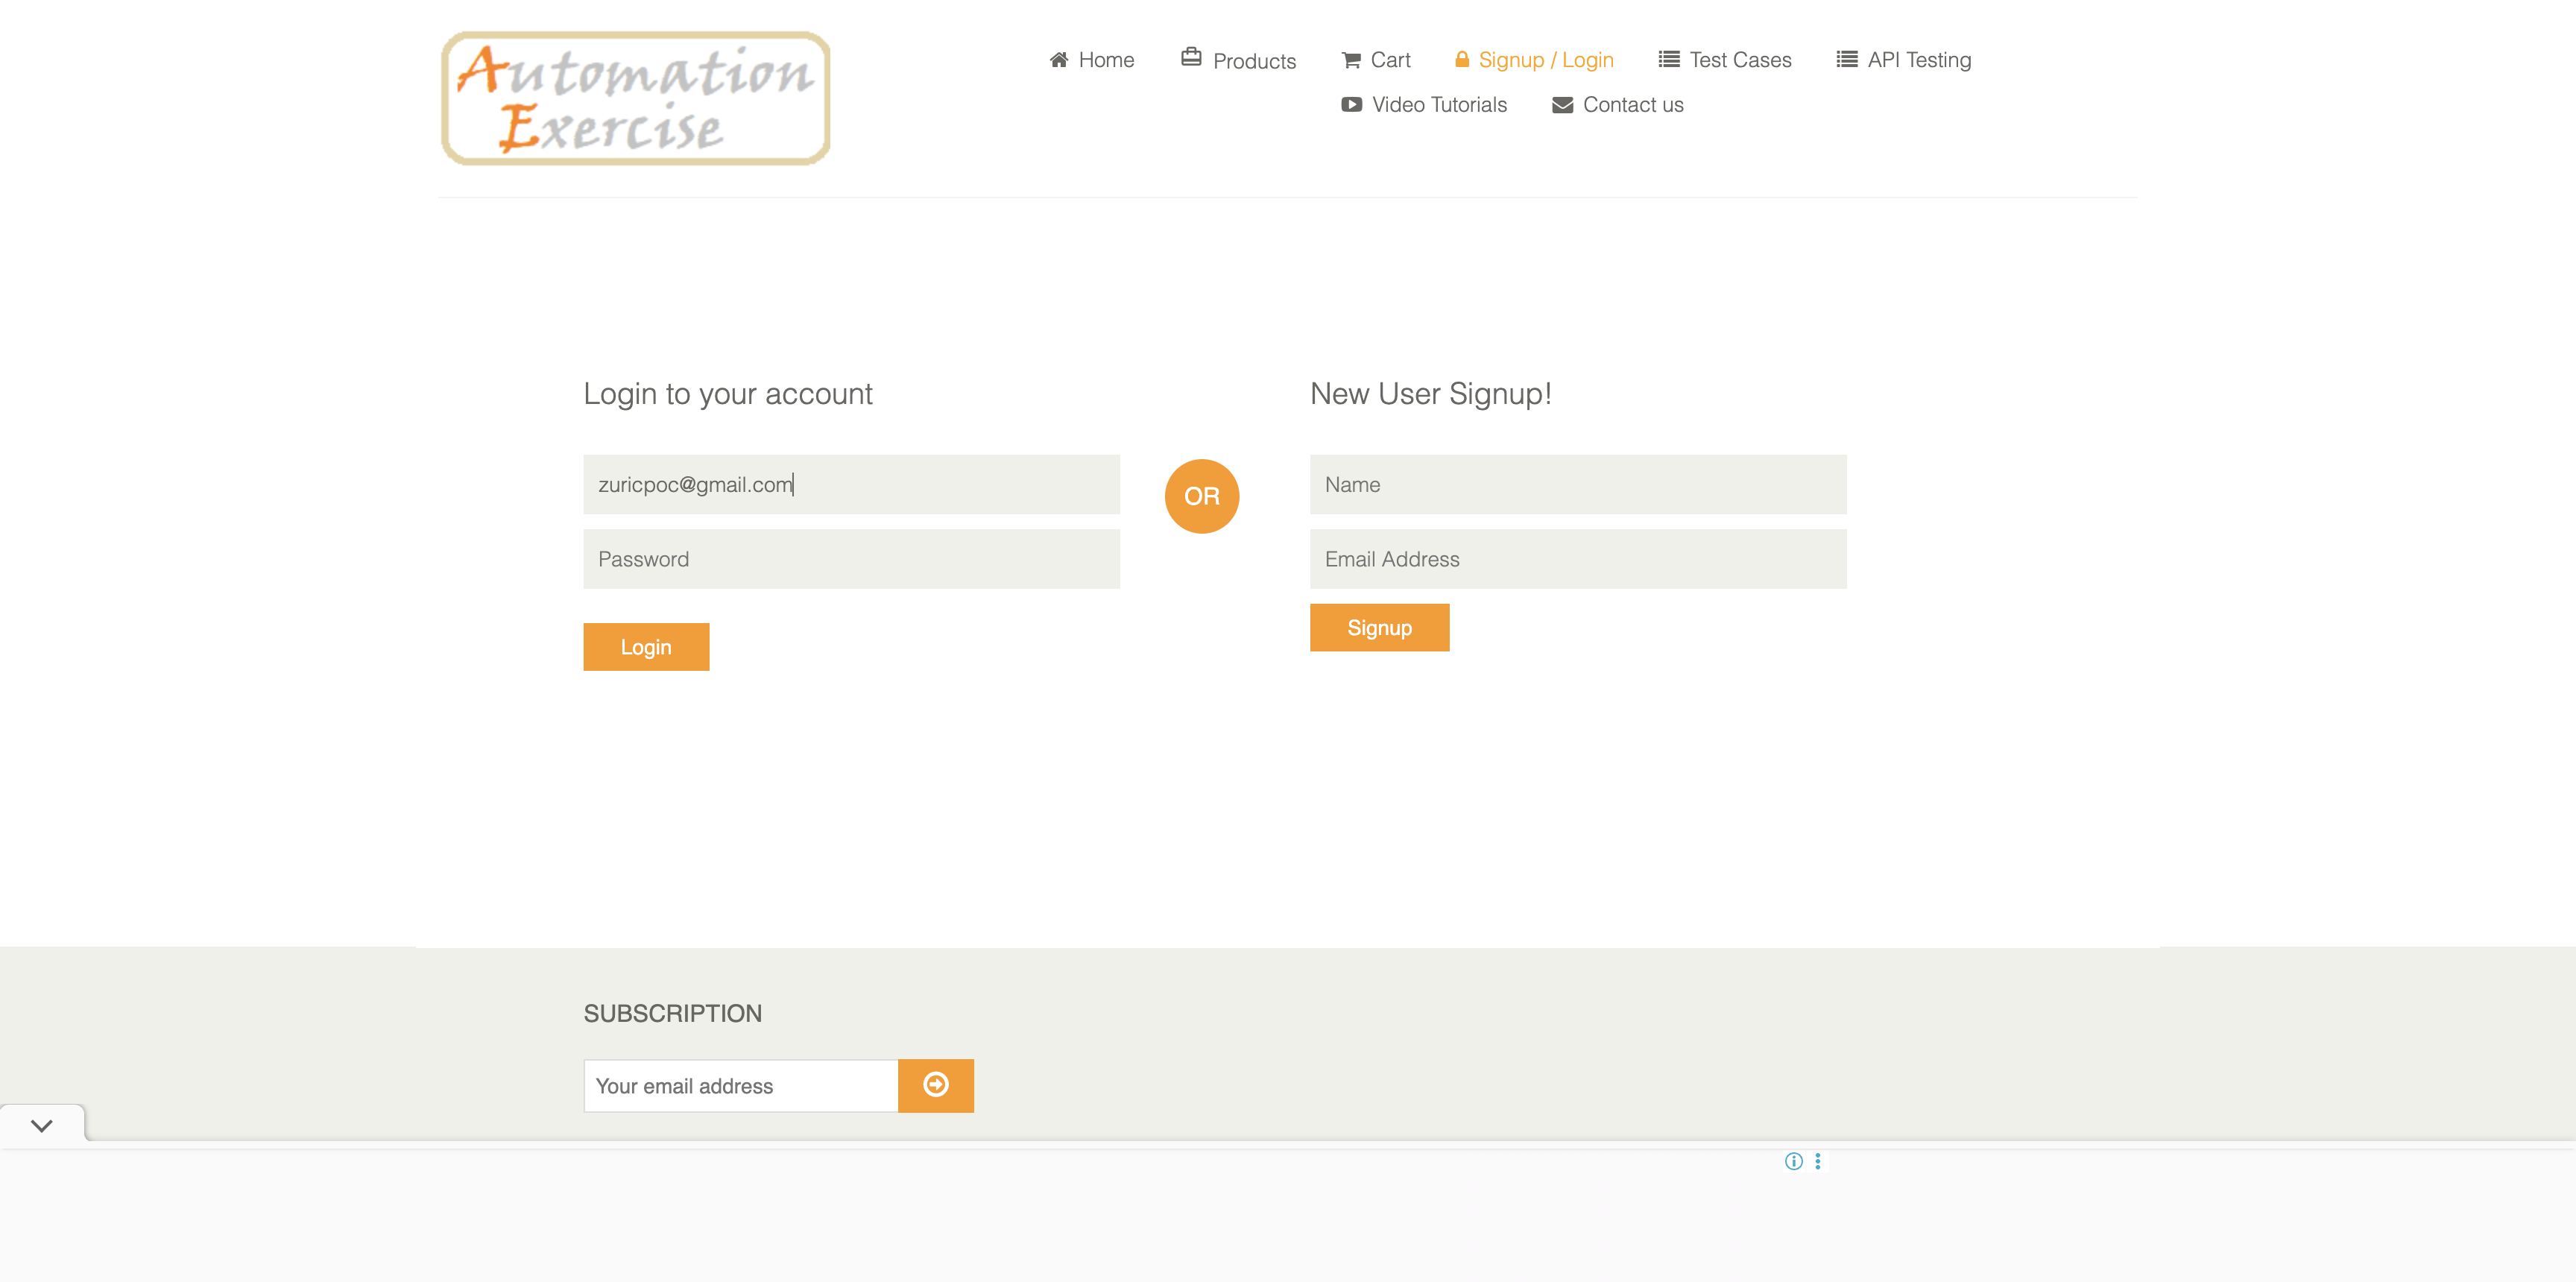 Automation
Exercise
Home Products Cart Signup / Login Test Cases API Testing
Video Tutorials Contact us
Login to your account
zuricpoc@gmail.com
Password
Login
OR
New User Signup!
Name
Email Address
Signup
SUBSCRIPTION
Your email address